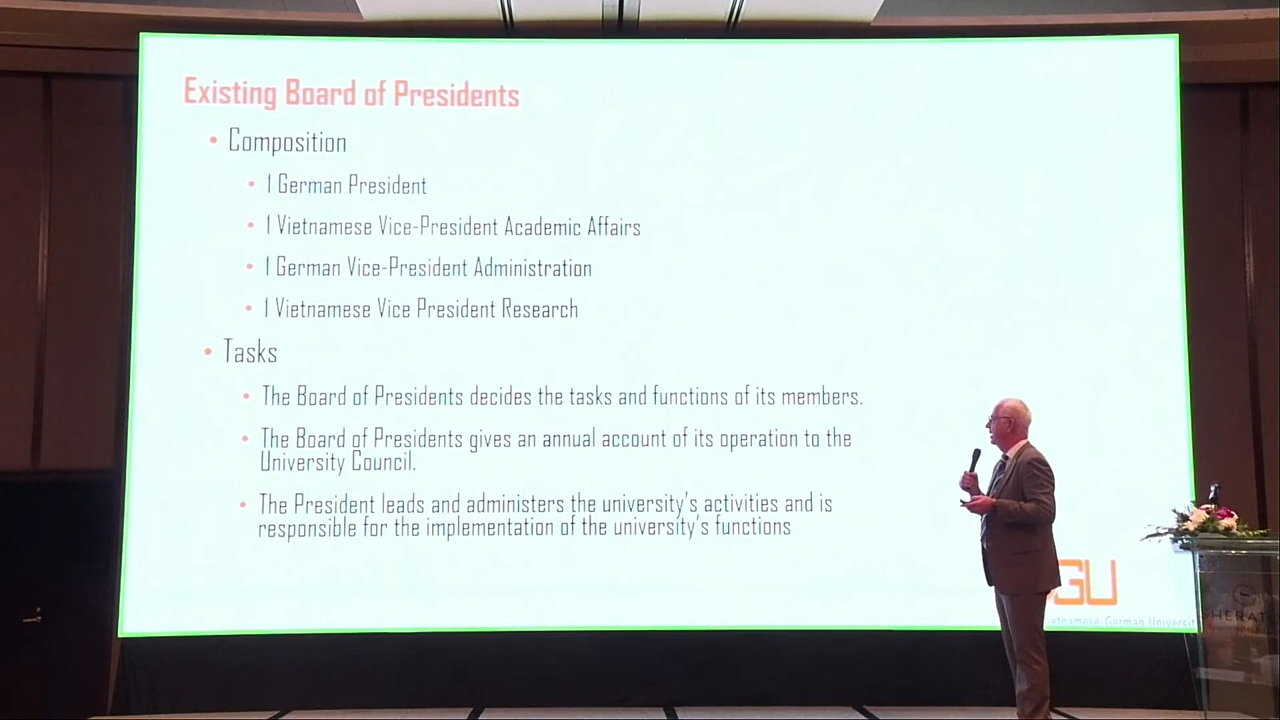 Existing Board of Presidents
• Composition
• 1 German President
• 1 Vietnamese Vice-President Academic Affairs
• 1 German Vice-President Administration
• 1 Vietnamese Vice President Research
• Tasks
• The Board of Presidents decides the tasks and functions of its members.
• The Board of Presidents gives an annual account of its operation to the
University Council.
• The President leads and administers the university's activities and is
responsible for the implementation of the university's functions
GU
etnamese-German Universit
SHERAT